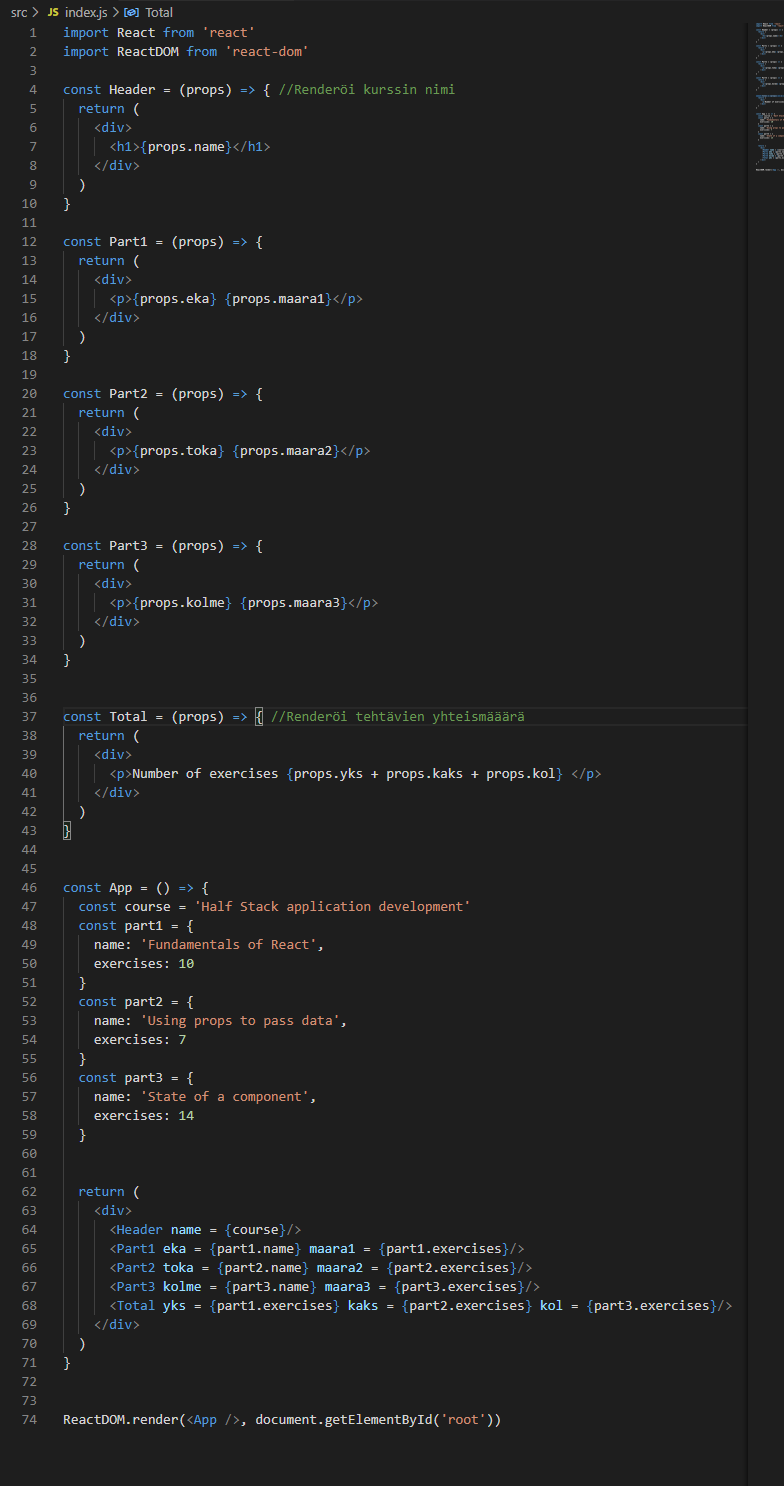 src > JS index.js > Total
1 import React from 'react'
2 import ReactDOM from 'react-dom'
3
4 const Header = (props) => { //Renderöi kurssin nimi
5   return (
6     <div>
7       <h1>{props.name}</h1>
8     </div>
9   )
10 }
11
12 const Part1 = (props) => {
13   return (
14     <div>
15       <p>{props.eka} {props.maara1}</p>
16     </div>
17   )
18 }
19
20 const Part2 = (props) => {
21   return (
22     <div>
23       <p>{props.toka} {props.maara2}</p>
24     </div>
25   )
26 }
27
28 const Part3 = (props) => {
29   return (
30     <div>
31       <p>{props.kolme} {props.maara3}</p>
32     </div>
33   )
34 }
35
36
37 const Total = (props) => { //Renderöi tehtävien yhteismääärä
38   return (
39     <div>
40       <p>Number of exercises {props.yks + props.kaks + props.kol} </p>
41     </div>
42   )
43 }
44
45
46 const App = () => {
47   const course = 'Half Stack application development'
48   const part1 = {
49     name: 'Fundamentals of React',
50     exercises: 10
51   }
52   const part2 = {
53     name: 'Using props to pass data',
54     exercises: 7
55   }
56   const part3 = {
57     name: 'State of a component',
58     exercises: 14
59   }
60
61
62   return (
63     <div>
64       <Header name = {course}/>
65       <Part1 eka = {part1.name} maara1 = {part1.exercises}/>
66       <Part2 toka = {part2.name} maara2 = {part2.exercises}/>
67       <Part3 kolme = {part3.name} maara3 = {part3.exercises}/>
68       <Total yks = {part1.exercises} kaks = {part2.exercises} kol = {part3.exercises}/>
69     </div>
70   )
71 }
72
73
74 ReactDOM.render(<App />, document.getElementById('root'))